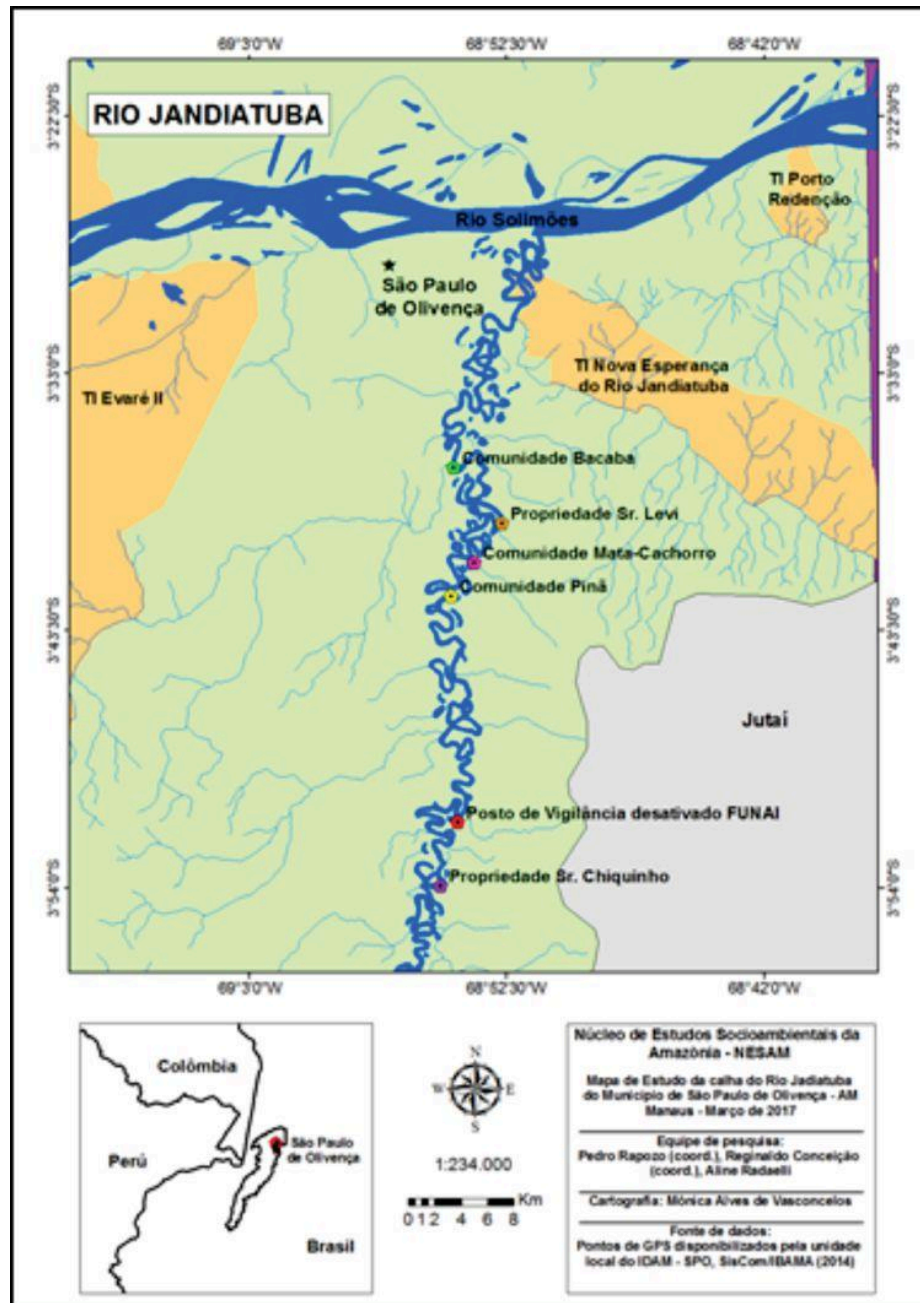 69°3'0"W
68°52'30"W
68°42'0"W
RIO JANDIATUBA
3°22'30"S
3°22'30"S
TI Porto
Redenção
Rio Solimões
São Paulo
de Olivença
TI Evaré II
TI Nova Esperança
do Rio Jandiatuba
3°33'0"S
3°33'0"S
Comunidade Bacaba
Propriedade Sr. Levi
Comunidade Mata-Cachorro
Comunidade Pinã
3°43'30"S
3°43'30"S
Jutaí
Posto de Vigilância desativado FUNAI
Propriedade Sr. Chiquinho
3°54'0"S
3°54'0"S
69°3'0"W
68°52'30"W
68°42'0"W
Colômbia
Perú
São Paulo
de Olivença
Brasil
N
W
E
S
1:234.000
Km
0 1 2 4 6 8
Núcleo de Estudos Socioambientais da
Amazônia - NESAM
Mapa de Estudo da calha do Rio Jadiatuba
do Município de São Paulo de Olivença - AM
Manaus - Março de 2017
Equipe de pesquisa:
Pedro Rapozo (coord.), Reginaldo Conceição
(coord.), Aline Radaelli
Cartografia: Mônica Alves de Vasconcelos
Fonte de dados:
Pontos de GPS disponibilizados pela unidade
local do IDAM - SPO, SisCom/IBAMA (2014)